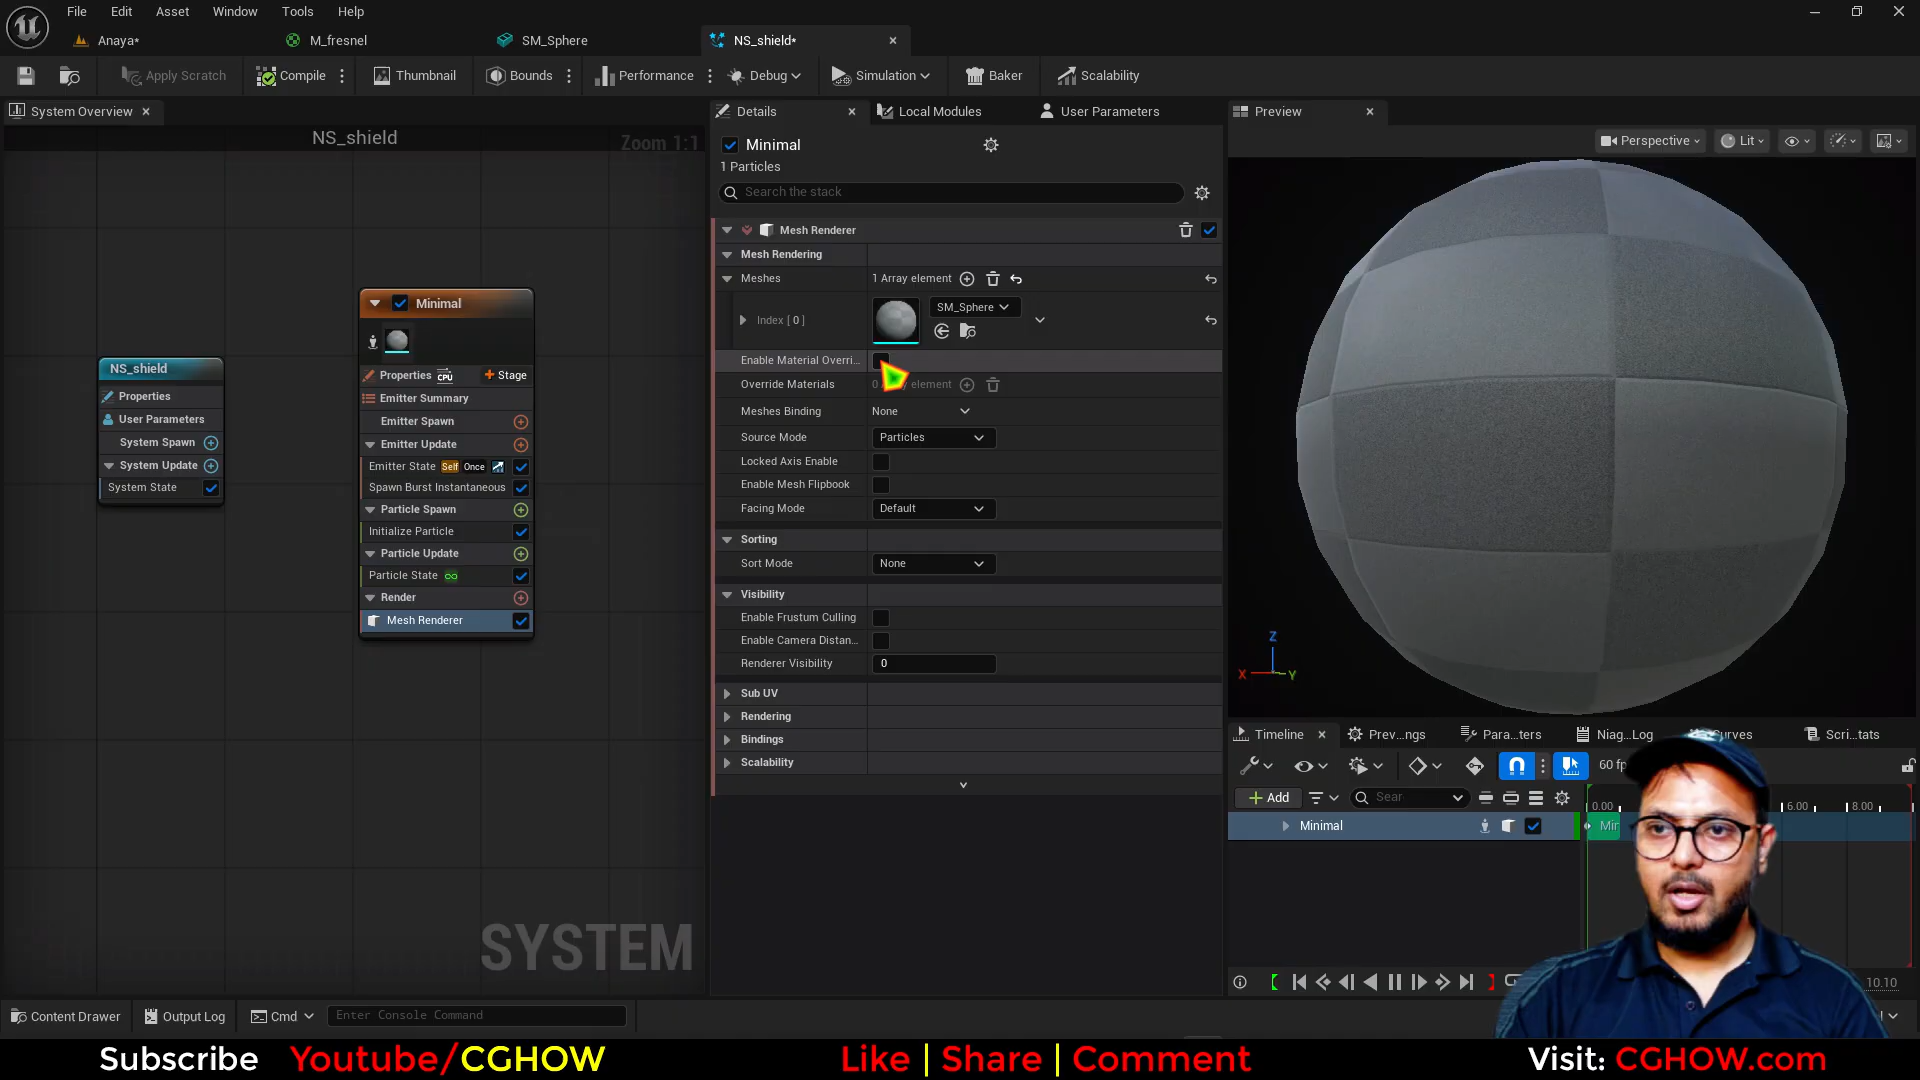 File Edit Asset Window Tools Help
Anaya* M_fresnel SM_Sphere NS_shield*
Apply Scratch Compile Thumbnail Bounds Performance Debug Simulation Baker Scalability
System Overview
NS_shield
Zoom 1:1
NS_shield
Properties
User Parameters
System Spawn
System Update
System State
Minimal
Properties CPU Stage
Emitter Summary
Emitter Spawn
Emitter Update
Emitter State Self Once
Spawn Burst Instantaneous
Particle Spawn
Initialize Particle
Particle Update
Particle State
Render
Mesh Renderer
SYSTEM
Details Local Modules User Parameters
Minimal
1 Particles
Search the stack
Mesh Renderer
Mesh Rendering
Meshes 1 Array element
Index [ 0 ] SM_Sphere
Enable Material Overri...
Override Materials element
Meshes Binding None
Source Mode Particles
Locked Axis Enable
Enable Mesh Flipbook
Facing Mode Default
Sorting
Sort Mode None
Visibility
Enable Frustum Culling
Enable Camera Distan...
Renderer Visibility 0
Sub UV
Rendering
Bindings
Scalability
Preview
Perspective Lit
Z
X Y
Timeline Prev...ngs Para...ters Niag...Log Curves Scri...tats
60 fp
Add Sear 0.00 6.00 8.00
Minimal Mir
10.10
Content Drawer Output Log Cmd Enter Console Command
Subscribe Youtube/CGHOW Like | Share | Comment Visit: CGHOW.com